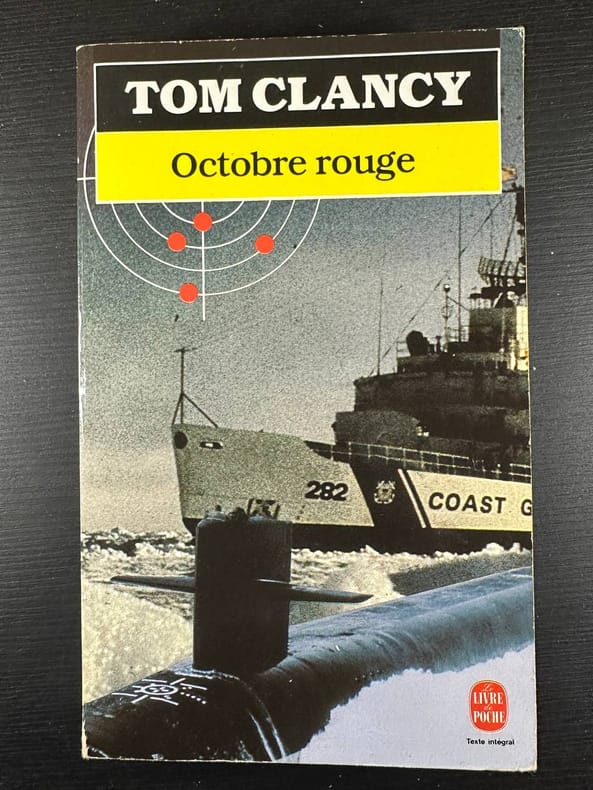 TOM CLANCY
Octobre rouge
282
COAST G
Le
LIVRE
de
POCHE
Texte intégral